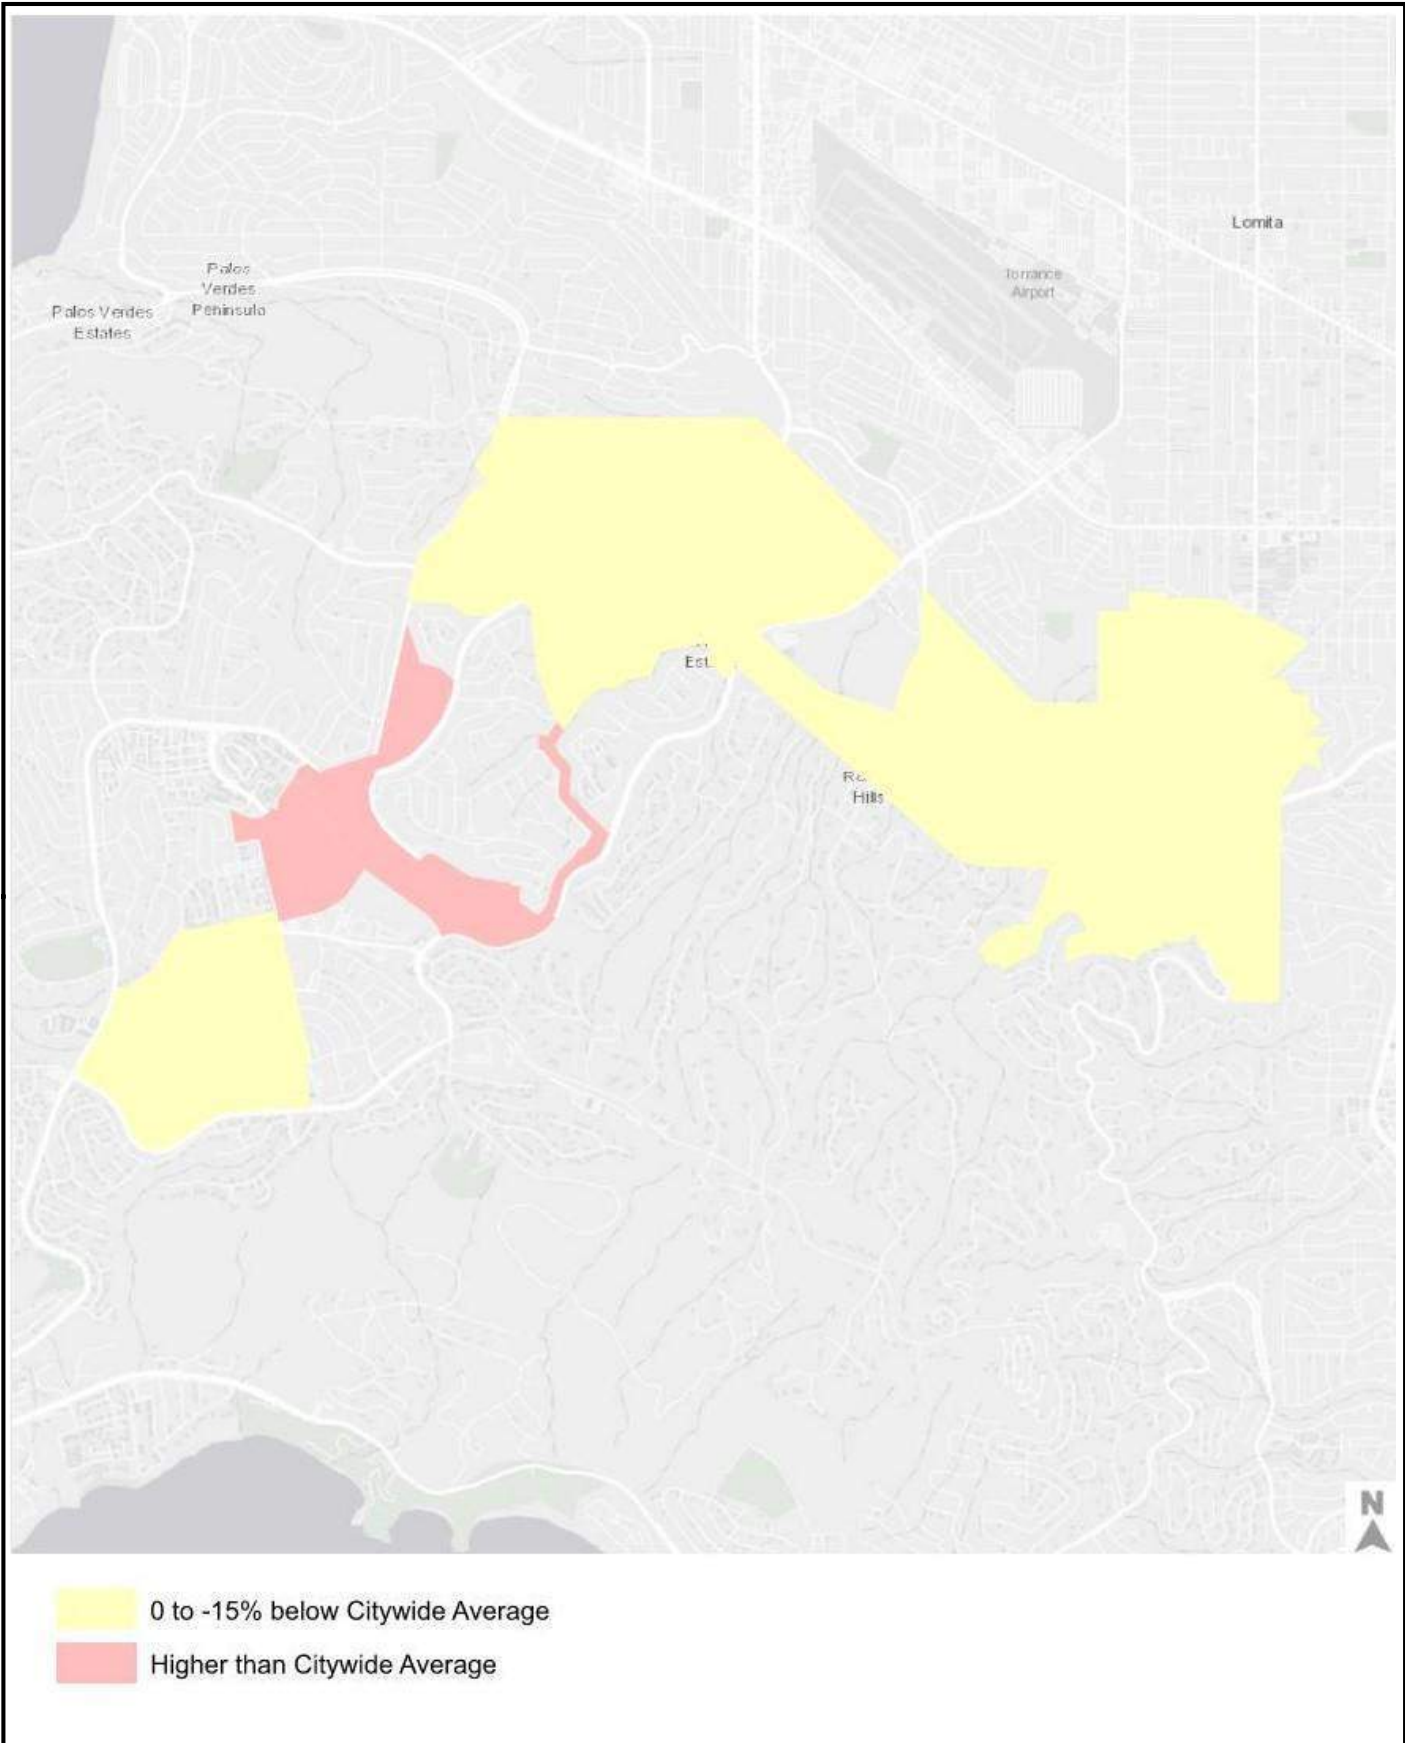 Lomita
Torrance
Airport
Palos
Verdes
Peninsula
Palos Verdes
Estates
Est
Hills
N
0 to -15% below Citywide Average
Higher than Citywide Average